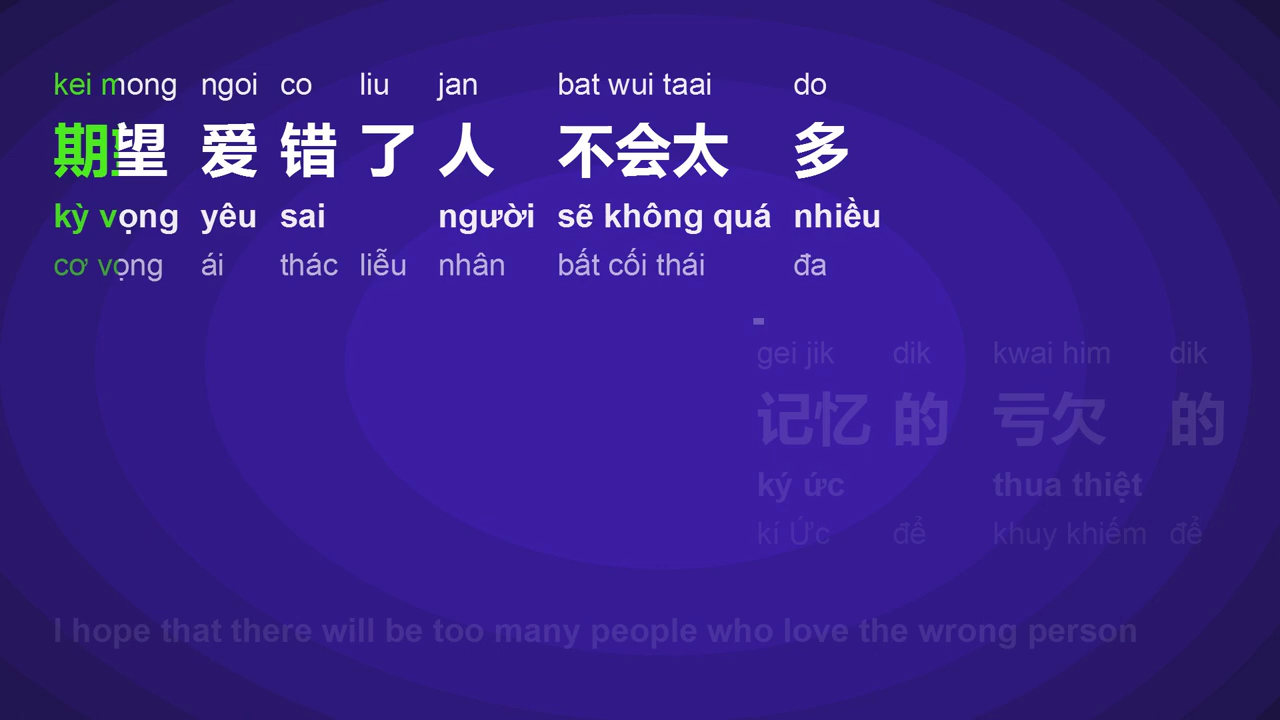 kei mong ngoi co liu jan bat wui taai do
期望 爱 错 了 人 不会太 多
kỳ vọng yêu sai người sẽ không quá nhiều
cơ vọng ái thác liễu nhân bất cối thái đa
gei jik dik kwai him dik
记忆 的 亏欠 的
ký ức thua thiệt
kí Ức để khuy khiếm để
I hope that there will be too many people who love the wrong person